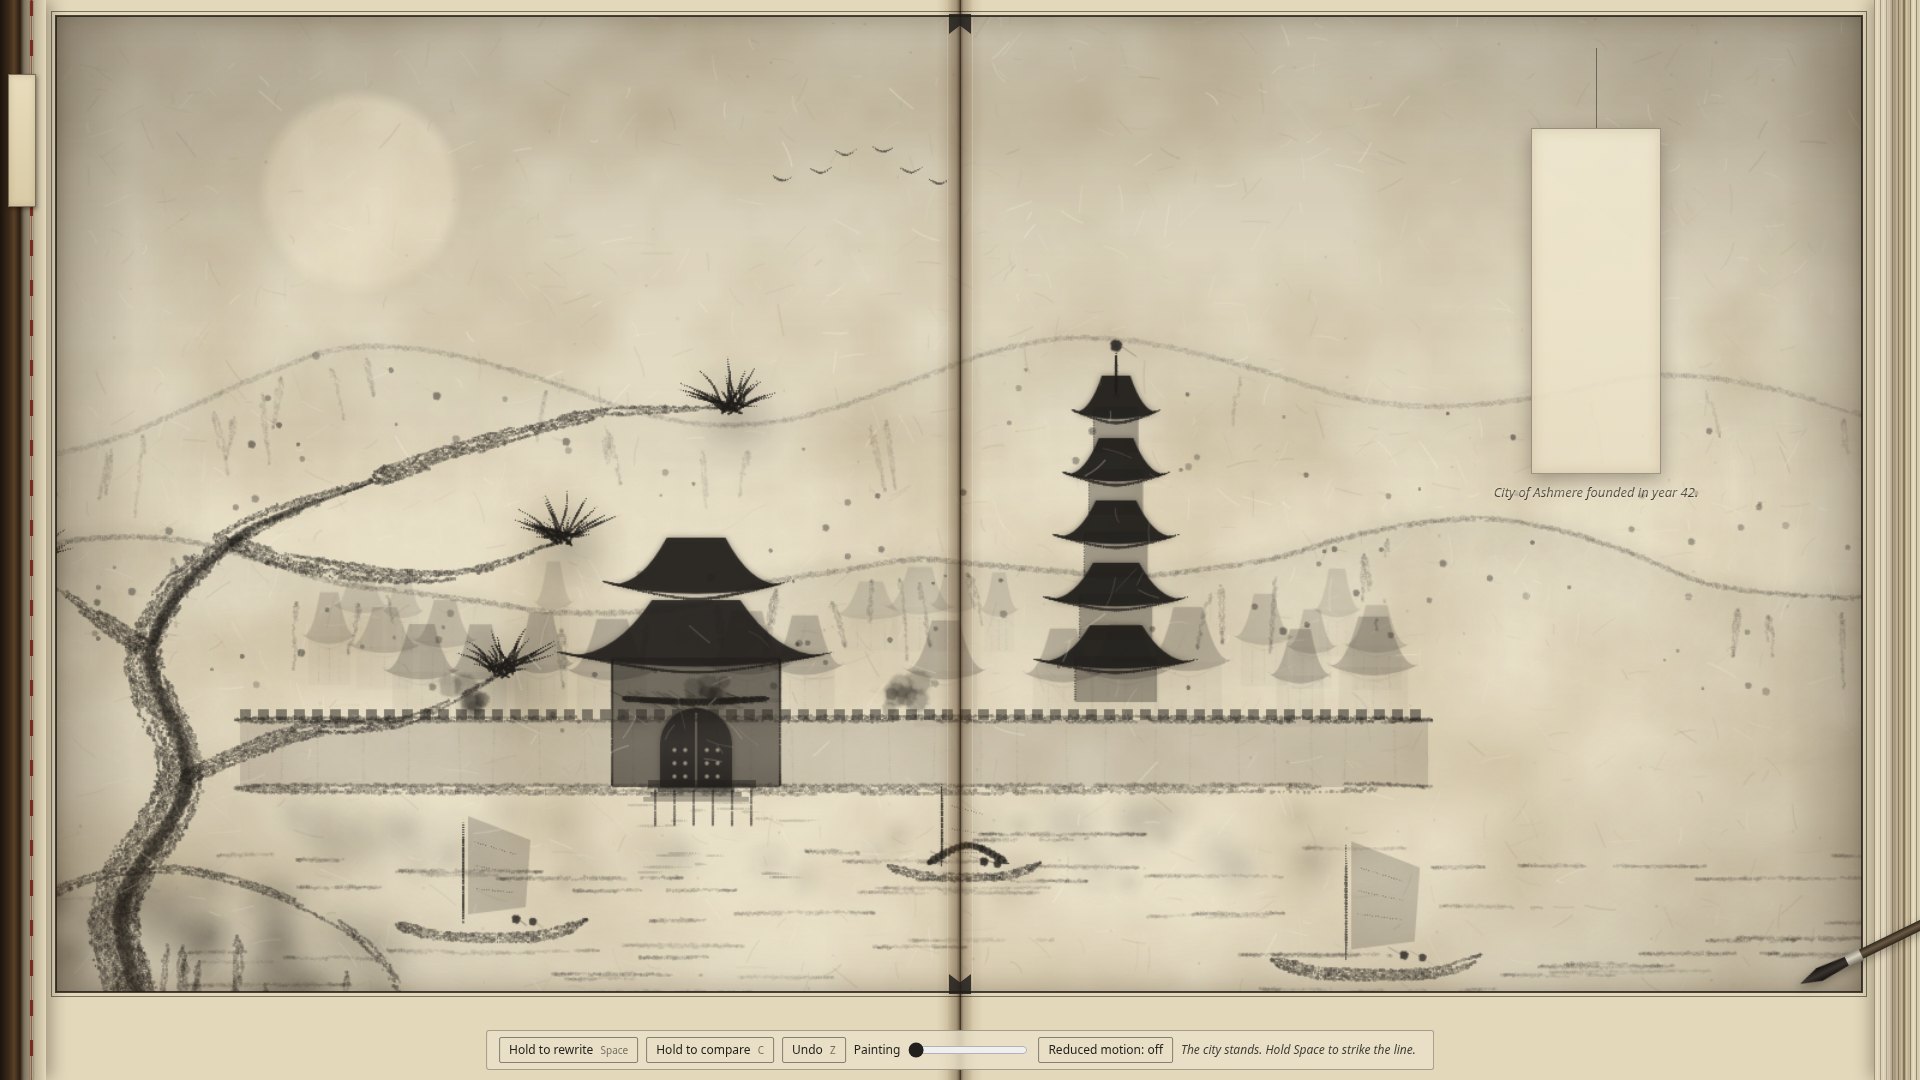 City of Ashmere founded in year 42.
Hold to rewrite Space
Hold to compare C
Undo Z
Painting
Reduced motion: off
The city stands. Hold Space to strike the line.